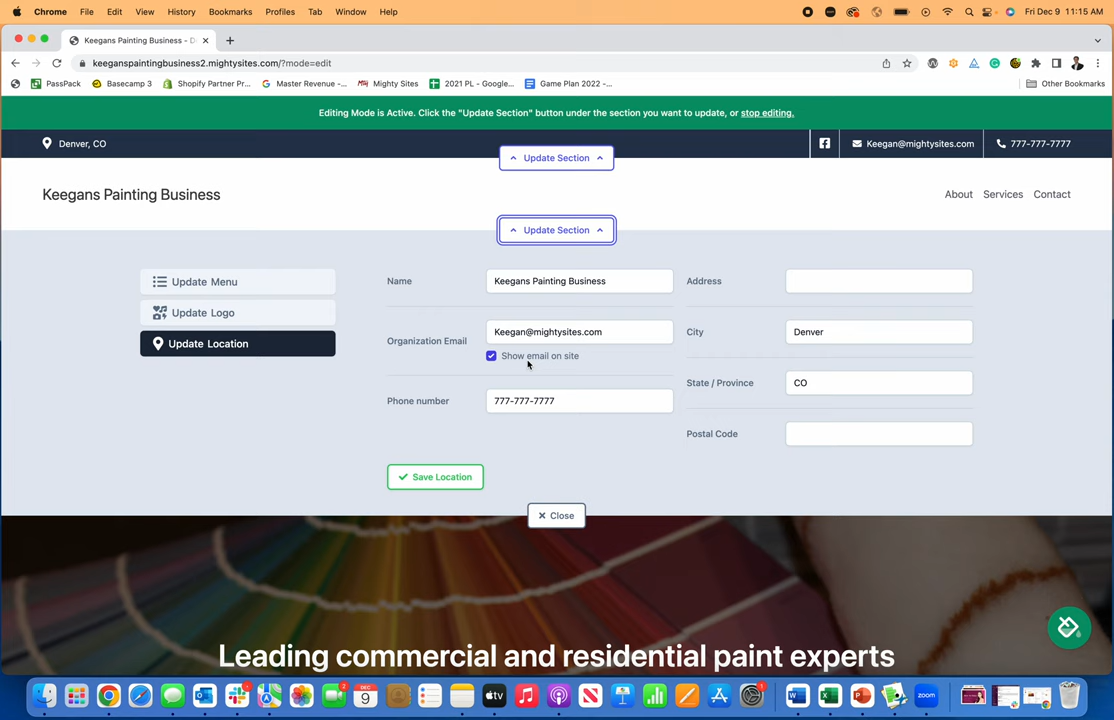 Chrome File Edit View History Bookmarks Profiles Tab Window Help Fri Dec 9 11:15 AM
Keegans Painting Business - D
keeganspaintingbusiness2.mightysites.com/?mode=edit
PassPack Basecamp 3 Shopify Partner Pr... Master Revenue -... Mighty Sites 2021 PL - Google... Game Plan 2022 -... Other Bookmarks
Editing Mode is Active. Click the "Update Section" button under the section you want to update, or stop editing.
Denver, CO Keegan@mightysites.com 777-777-7777
Update Section
Keegans Painting Business About Services Contact
Update Section
Update Menu Name Keegans Painting Business Address
Update Logo
Organization Email Keegan@mightysites.com City Denver
Update Location
Show email on site
State / Province CO
Phone number 777-777-7777
Postal Code
Save Location
Close
Leading commercial and residential paint experts
DEC
9
tv
zoom